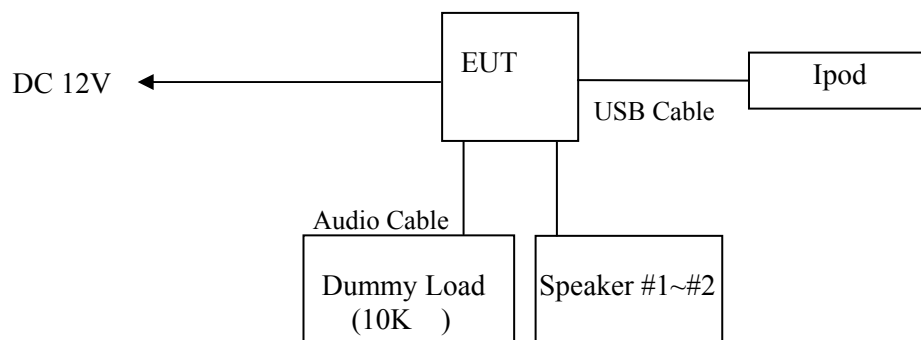 EUT
DC 12V
Ipod
USB Cable
Audio Cable
Dummy Load
(10K )
Speaker #1~#2